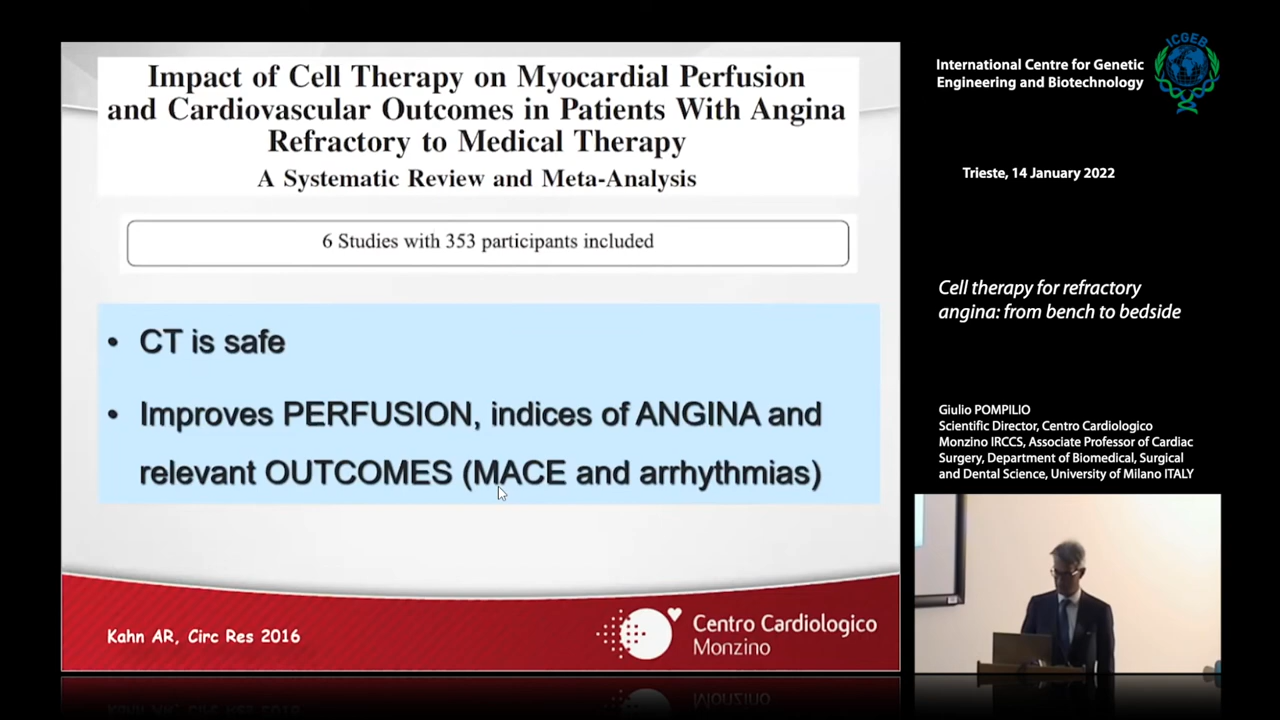 Impact of Cell Therapy on Myocardial Perfusion
and Cardiovascular Outcomes in Patients With Angina
Refractory to Medical Therapy
A Systematic Review and Meta-Analysis
6 Studies with 353 participants included
• CT is safe
• Improves PERFUSION, indices of ANGINA and
relevant OUTCOMES (MACE and arrhythmias)
Kahn AR, Circ Res 2016
Centro Cardiologico
Monzino
International Centre for Genetic
Engineering and Biotechnology
ICGEB
Trieste, 14 January 2022
Cell therapy for refractory
angina: from bench to bedside
Giulio POMPILIO
Scientific Director, Centro Cardiologico
Monzino IRCCS, Associate Professor of Cardiac
Surgery, Department of Biomedical, Surgical
and Dental Science, University of Milano ITALY